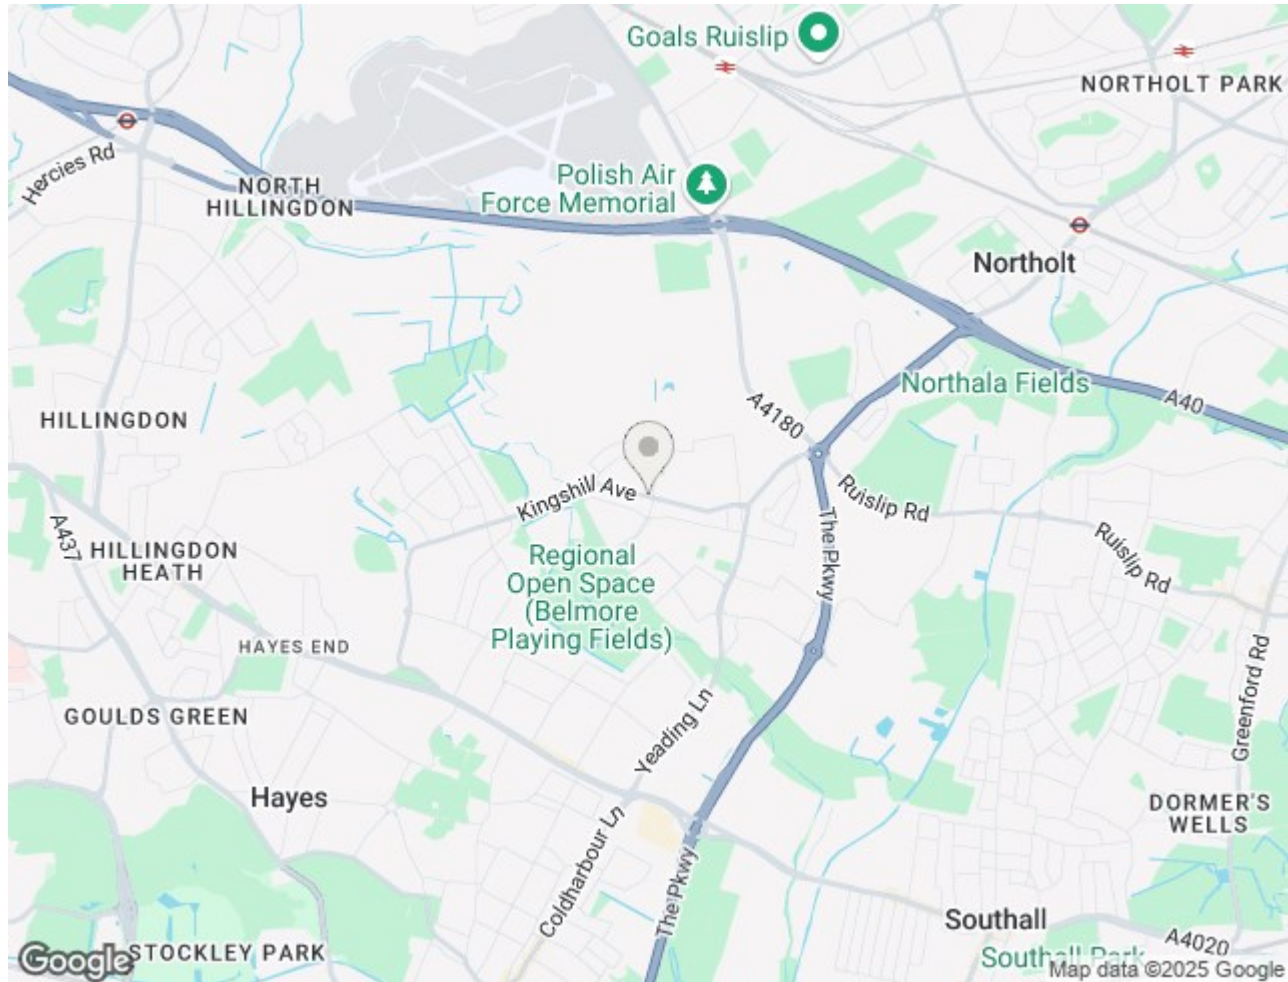 Goals Ruislip
NORTHOLT PARK
Hercies Rd
Polish Air
Force Memorial
NORTH
HILLINGDON
Northolt
Northala Fields
A40
A4180
HILLINGDON
Kingshill Ave
Ruislip Rd
The Pkwy
Ruislip Rd
A437
HILLINGDON
HEATH
Regional
Open Space
(Belmore
Playing Fields)
HAYES END
GOULDS GREEN
Yeading Ln
Greenford Rd
Hayes
DORMER'S
WELLS
Coldharbour Ln
The Pkwy
Southall
A4020
STOCKLEY PARK
Southall Park
Google
Map data ©2025 Google